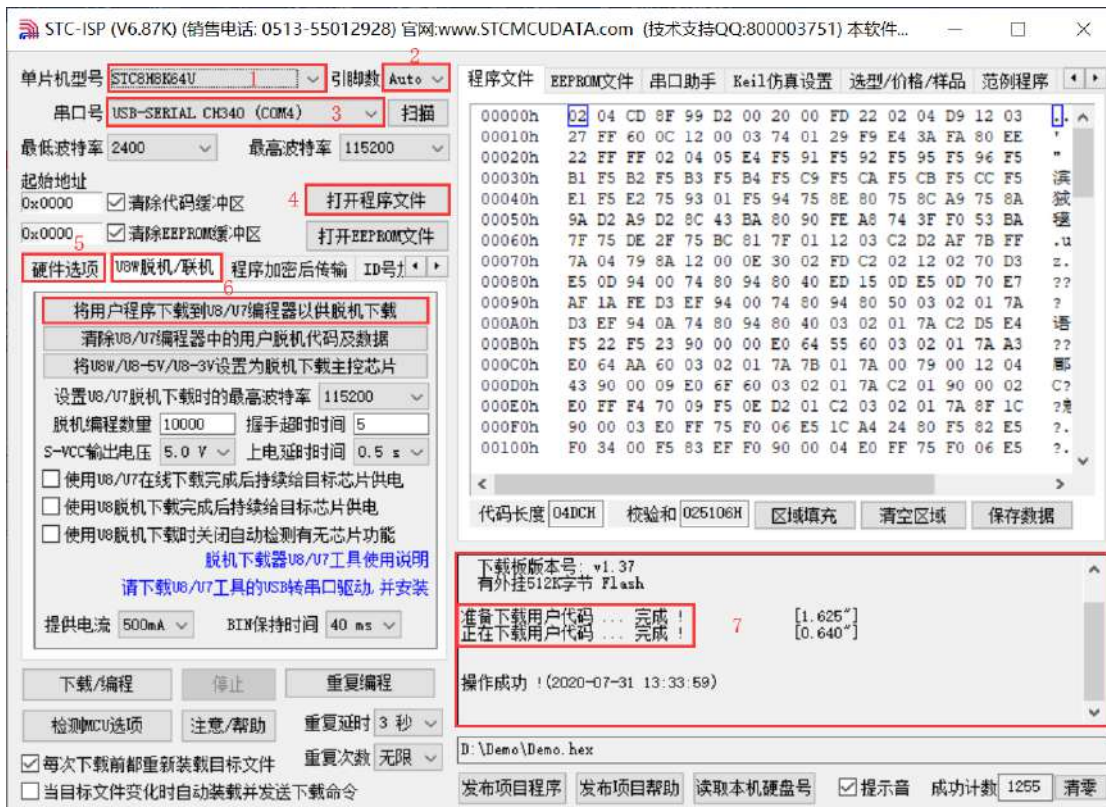 STC-ISP (V6.87K) (销售电话: 0513-55012928) 官网:www.STCMCUDATA.com (技术支持QQ:800003751) 本软件...
单片机型号 STC8H8K64U 1 引脚数 2 Auto
串口号 USB-SERIAL CH340 (COM4) 3 扫描
最低波特率 2400 最高波特率 115200
起始地址
0x0000 清除代码缓冲区 4 打开程序文件
0x0000 清除EEPROM缓冲区 打开EEPROM文件
5
硬件选项 U8W脱机/联机 程序加密后传输 ID号
6
将用户程序下载到U8/U7编程器以供脱机下载
清除U8/U7编程器中的用户脱机代码及数据
将U8W/U8-5V/U8-3V设置为脱机下载主控芯片
设置U8/U7脱机下载时的最高波特率 115200
脱机编程数量 10000 握手超时时间 5
S-VCC输出电压 5.0 V 上电延时时间 0.5 s
使用U8/U7在线下载完成后持续给目标芯片供电
使用U8脱机下载完成后持续给目标芯片供电
使用U8脱机下载时关闭自动检测有无芯片功能
脱机下载器U8/U7工具使用说明
请下载U8/U7工具的USB转串口驱动,并安装
提供电流 500mA BIN保持时间 40 ms
下载/编程 停止 重复编程
检测MCU选项 注意/帮助 重复延时 3 秒
每次下载前都重新装载目标文件 重复次数 无限
当目标文件变化时自动装载并发送下载命令
程序文件 EEPROM文件 串口助手 Keil仿真设置 选型/价格/样品 范例程序
00000h 02 04 CD 8F 99 D2 00 20 00 FD 22 02 04 D9 12 03 ..
00010h 27 FF 60 0C 12 00 03 74 01 29 F9 E4 3A FA 80 EE '
00020h 22 FF FF 02 04 05 E4 F5 91 F5 92 F5 95 F5 96 F5 "
00030h B1 F5 B2 F5 B3 F5 B4 F5 C9 F5 CA F5 CB F5 CC F5
00040h E1 F5 E2 75 93 01 F5 94 75 8E 80 75 8C A9 75 8A
00050h 9A D2 A9 D2 8C 43 BA 80 90 FE A8 74 3F F0 53 BA
00060h 7F 75 DE 2F 75 BC 81 7F 01 12 03 C2 D2 AF 7B FF .u
00070h 7A 04 79 8A 12 00 0E 30 02 FD C2 02 12 02 70 D3 z.
00080h E5 0D 94 00 74 80 94 80 40 ED 15 0D E5 0D 70 E7 ??
00090h AF 1A FE D3 EF 94 00 74 80 94 80 50 03 02 01 7A ?
000A0h D3 EF 94 0A 74 80 94 80 40 03 02 01 7A C2 D5 E4 语
000B0h F5 22 F5 23 90 00 00 E0 64 55 60 03 02 01 7A A3 ??
000C0h E0 64 AA 60 03 02 01 7A 7B 01 7A 00 79 00 12 04
000D0h 43 90 00 09 E0 6F 60 03 02 01 7A C2 01 90 00 02 C?
000E0h E0 FF F4 70 09 F5 0E D2 01 C2 03 02 01 7A 8F 1C
000F0h 90 00 03 E0 FF 75 F0 06 E5 1C A4 24 80 F5 82 E5 ?.
00100h F0 34 00 F5 83 EF F0 90 00 04 E0 FF 75 F0 06 E5 ?.
代码长度 04DCH 校验和 025106H 区域填充 清空区域 保存数据
下载板版本号: v1.37
有外挂512K字节 Flash
准备下载用户代码 ... 完成 ! 7 [1.625"]
正在下载用户代码 ... 完成 ! [0.640"]
操作成功 !(2020-07-31 13:33:59)
D:\Demo\Demo.hex
发布项目程序 发布项目帮助 读取本机硬盘号 提示音 成功计数 1255 清零